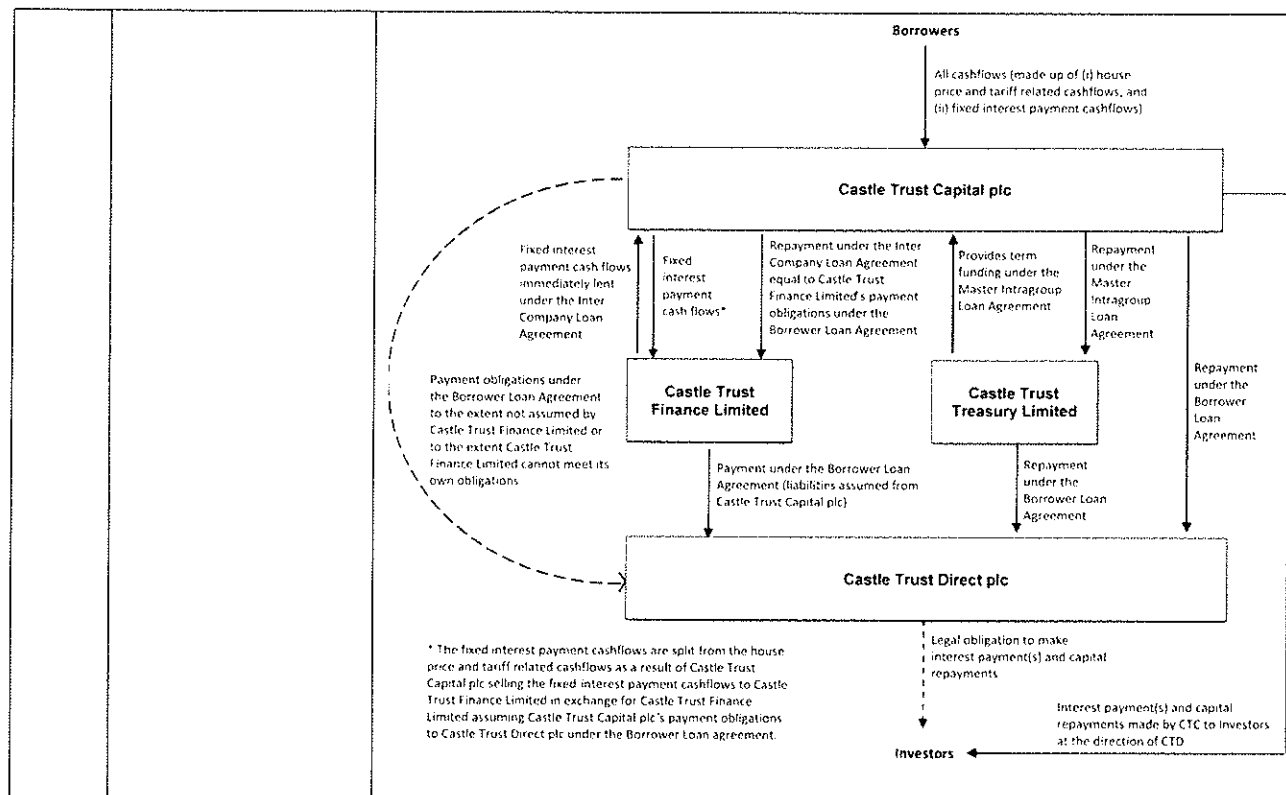 Borrowers
All cashflows (made up of (i) house
price and tariff related cashflows, and
(ii) fixed interest payment cashflows)
Castle Trust Capital plc
Fixed interest
payment cash flows
immediately lent
under the Inter
Company Loan
Agreement
Fixed
interest
payment
cash flows*
Repayment under the Inter
Company Loan Agreement
equal to Castle Trust
Finance Limited's payment
obligations under the
Borrower Loan Agreement
Provides term
funding under the
Master Intragroup
Loan Agreement
Repayment
under the
Master
Intragroup
Loan
Agreement
Repayment
under the
Borrower
Loan
Agreement
Payment obligations under
the Borrower Loan Agreement
to the extent not assumed by
Castle Trust Finance Limited or
to the extent Castle Trust
Finance Limited cannot meet its
own obligations
Castle Trust
Finance Limited
Castle Trust
Treasury Limited
Payment under the Borrower Loan
Agreement (liabilities assumed from
Castle Trust Capital plc)
Repayment
under the
Borrower Loan
Agreement
Castle Trust Direct plc
Legal obligation to make
interest payment(s) and capital
repayments
* The fixed interest payment cashflows are split from the house
price and tariff related cashflows as a result of Castle Trust
Capital plc selling the fixed interest payment cashflows to Castle
Trust Finance Limited in exchange for Castle Trust Finance
Limited assuming Castle Trust Capital plc's payment obligations
to Castle Trust Direct plc under the Borrower Loan agreement.
Interest payment(s) and capital
repayments made by CTC to Investors
at the direction of CTD
Investors